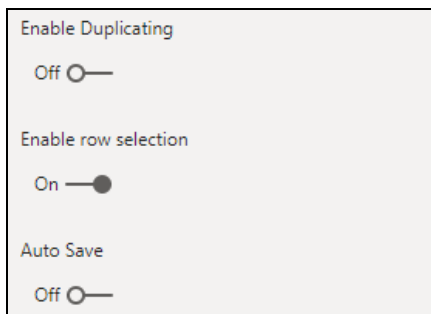 Enable Duplicating
Off
Enable row selection
On
Auto Save
Off